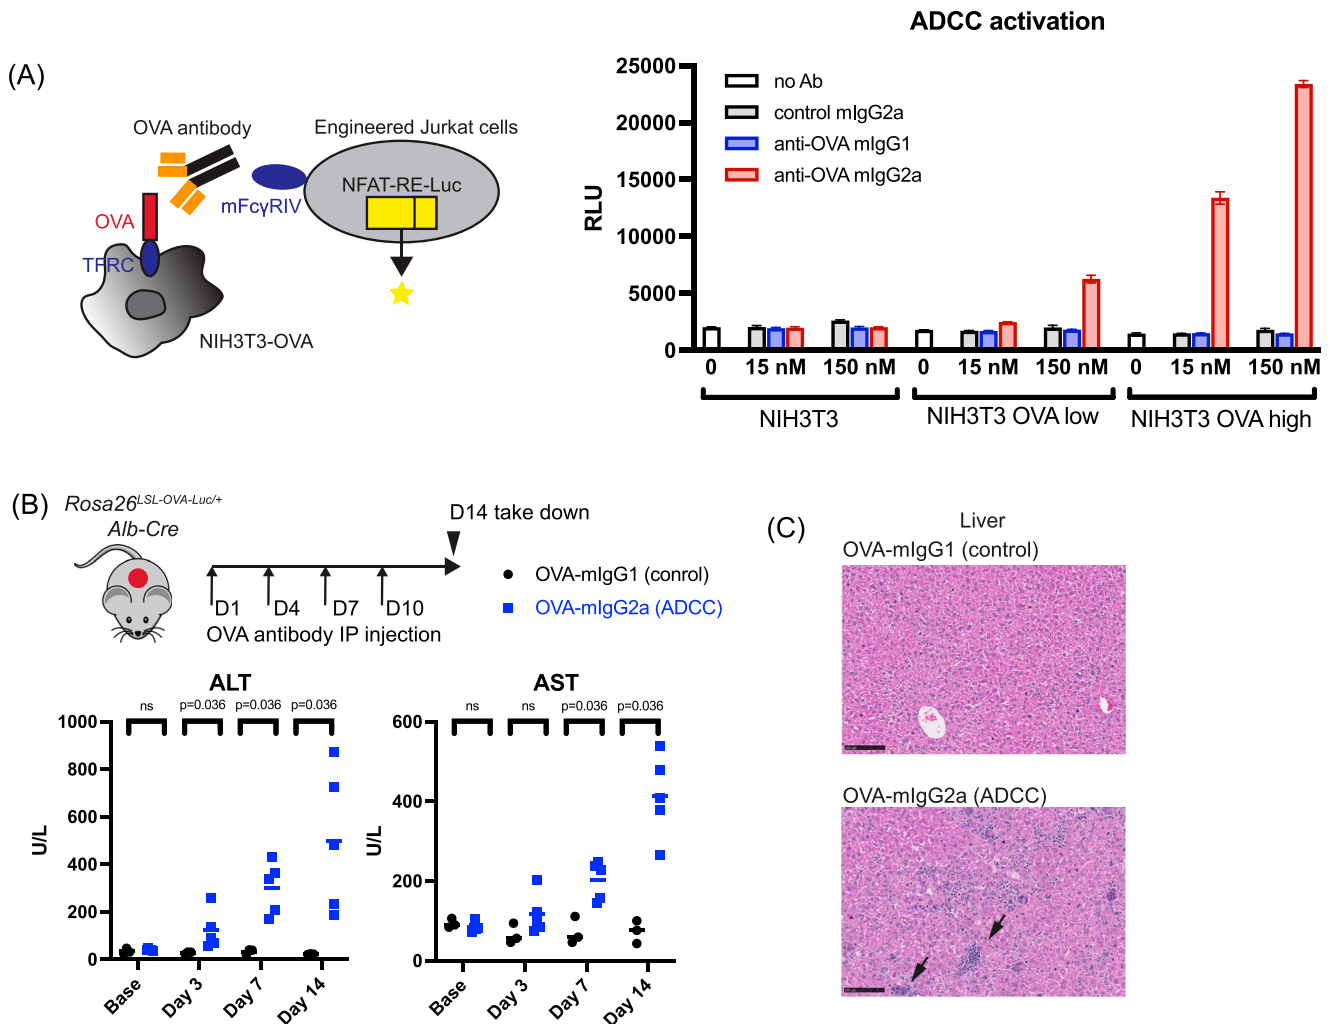 ADCC activation
(A)
OVA antibody
Engineered Jurkat cells
NFAT-RE-Luc
mFcγRIV
OVA
TFRC
NIH3T3-OVA
25000
20000
15000
10000
5000
0
RLU
no Ab
control mIgG2a
anti-OVA mIgG1
anti-OVA mIgG2a
0 15 nM 150 nM 0 15 nM 150 nM 0 15 nM 150 nM
NIH3T3 NIH3T3 OVA low NIH3T3 OVA high
(B)
Rosa26LSL-OVA-Luc/+
Alb-Cre
D14 take down
D1 D4 D7 D10
OVA antibody IP injection
OVA-mIgG1 (conrol)
OVA-mIgG2a (ADCC)
ALT
ns p=0.036 p=0.036 p=0.036
1000
800
600
400
200
0
U/L
Base Day 3 Day 7 Day 14
AST
ns ns p=0.036 p=0.036
600
400
200
0
U/L
Base Day 3 Day 7 Day 14
(C)
Liver
OVA-mIgG1 (control)
OVA-mIgG2a (ADCC)